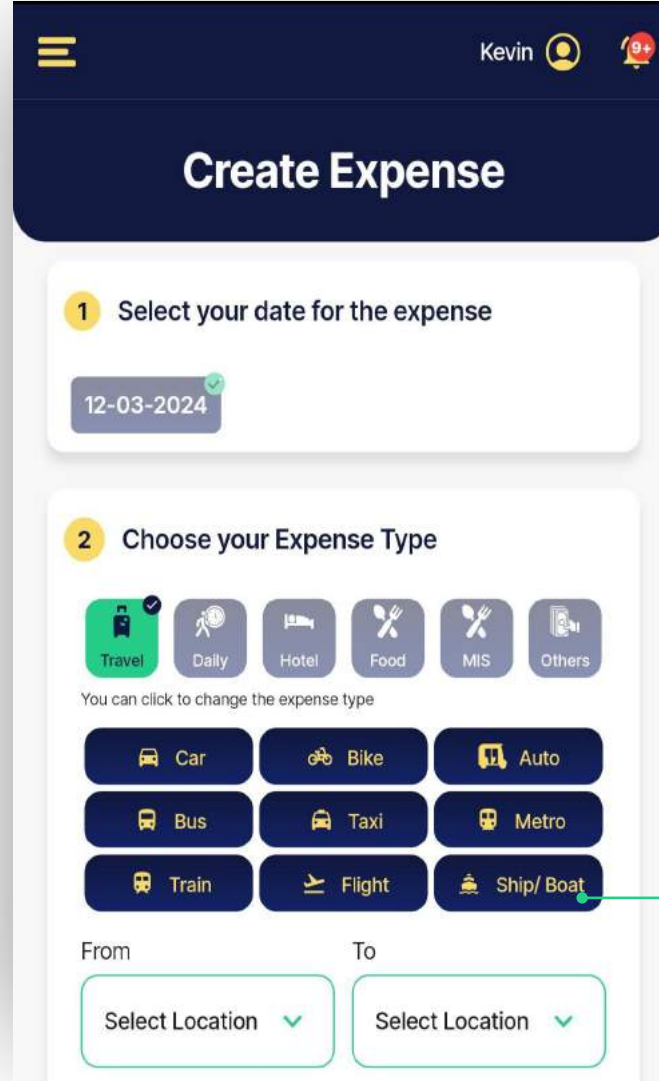 Kevin
9+
Create Expense
1 Select your date for the expense
12-03-2024
2 Choose your Expense Type
Travel Daily Hotel Food MIS Others
You can click to change the expense type
Car Bike Auto
Bus Taxi Metro
Train Flight Ship/ Boat
From To
Select Location Select Location